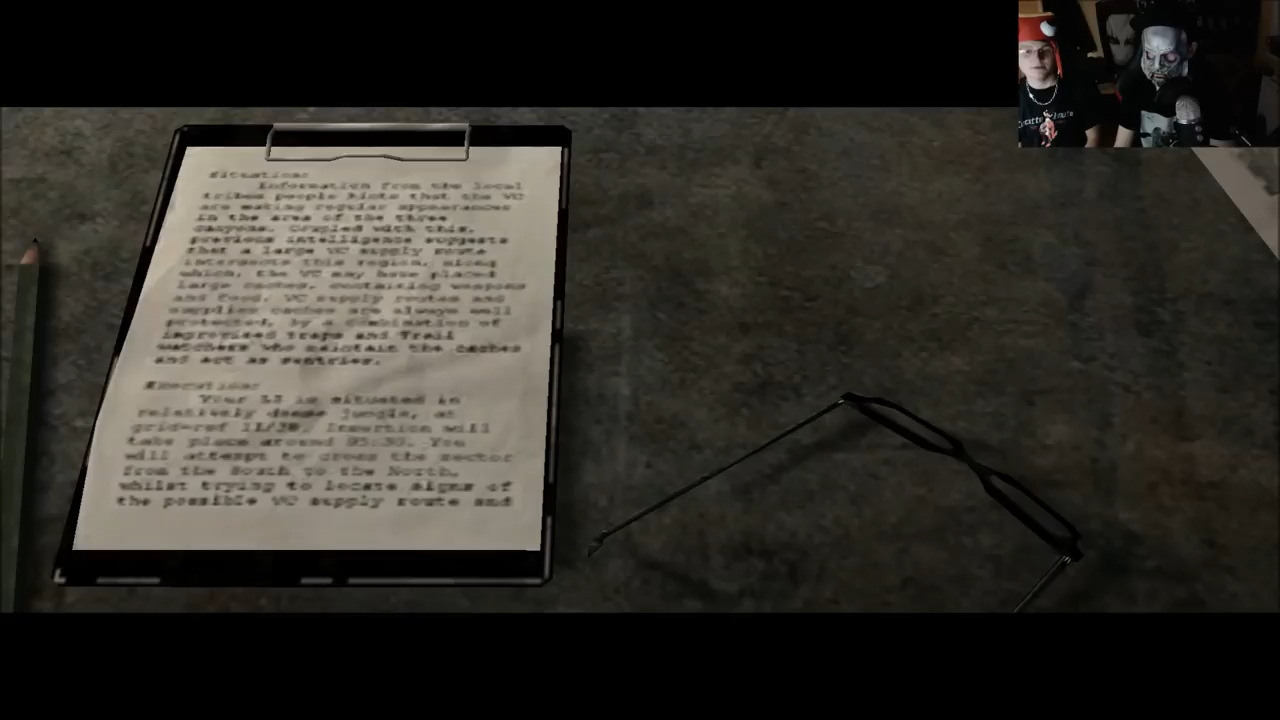 Situation:
Information from the local
tribes people hints that the VC
are making regular appearances
in the area of the three
canyons. Coupled with this,
previous intelligence suggests
that a large VC supply route
intersects this region, along
which, the VC may have placed
large caches, containing weapons
and food. VC supply routes and
supplies caches are always well
protected, by a combination of
improvised traps and Trail
watchers who maintain the caches
and act as sentries.
Execution:
Your LZ is situated in
relatively dense jungle, at
grid-ref 11/30. Insertion will
take place around 05:30. You
will attempt to cross the sector
from the South to the North,
whilst trying to locate signs of
the possible VC supply route and